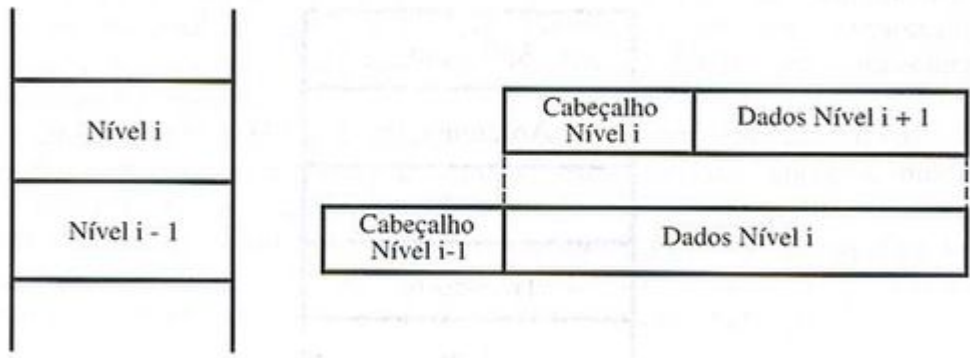 Nível i
Nível i - 1
Cabeçalho
Nível i
Dados Nível i + 1
Cabeçalho
Nível i-1
Dados Nível i